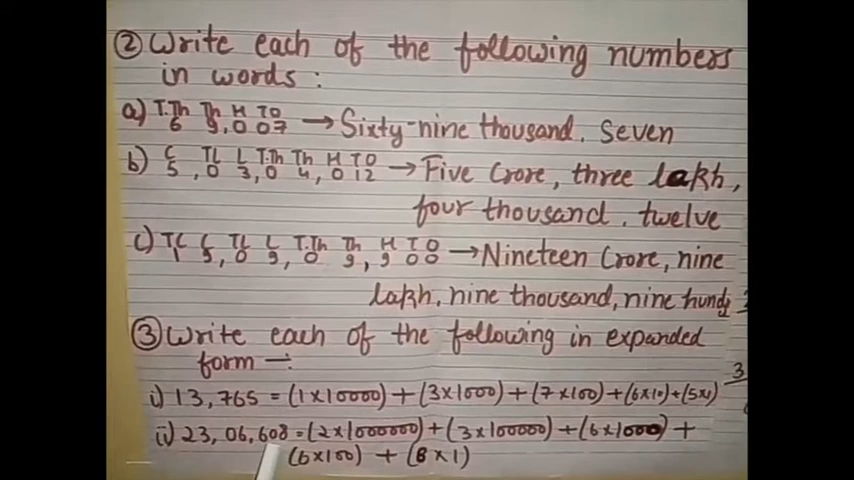 ② Write each of the following numbers
in words :
a) T.Th Th H T O
6 9,0 0 7 → Sixty-nine thousand, seven
b) C TL L T.Th Th H T O
5,0 3,0 4,0 1 2 → Five Crore, three lakh,
four thousand, twelve
c) TC C TL L T.Th Th H T O
1 9,0 9,0 9,9 0 0 → Nineteen Crore, nine
lakh, nine thousand, nine hund
③ Write each of the following in expanded
form —:
i) 13,765 = (1×10000) + (3×1000) + (7×100) + (6×10) + (5×1)
ii) 23,06,608 = (2×1000000) + (3×100000) + (6×1000) +
(6×100) + (8×1)
3